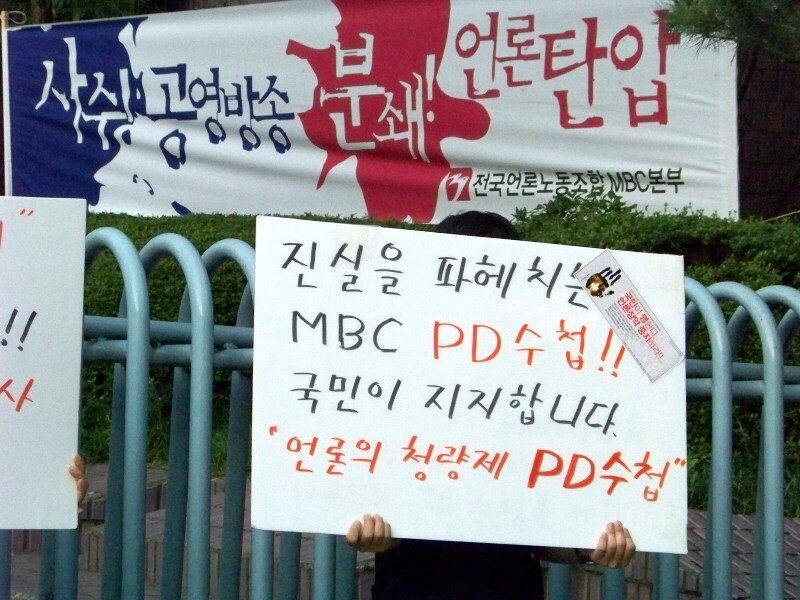 사수! 공영방송 분쇄! 언론탄압
전국언론노동조합 MBC본부
진실을 파헤치는
MBC PD수첩!!
국민이 지지합니다.
"언론의 청량제 PD수첩"
"
!!
사